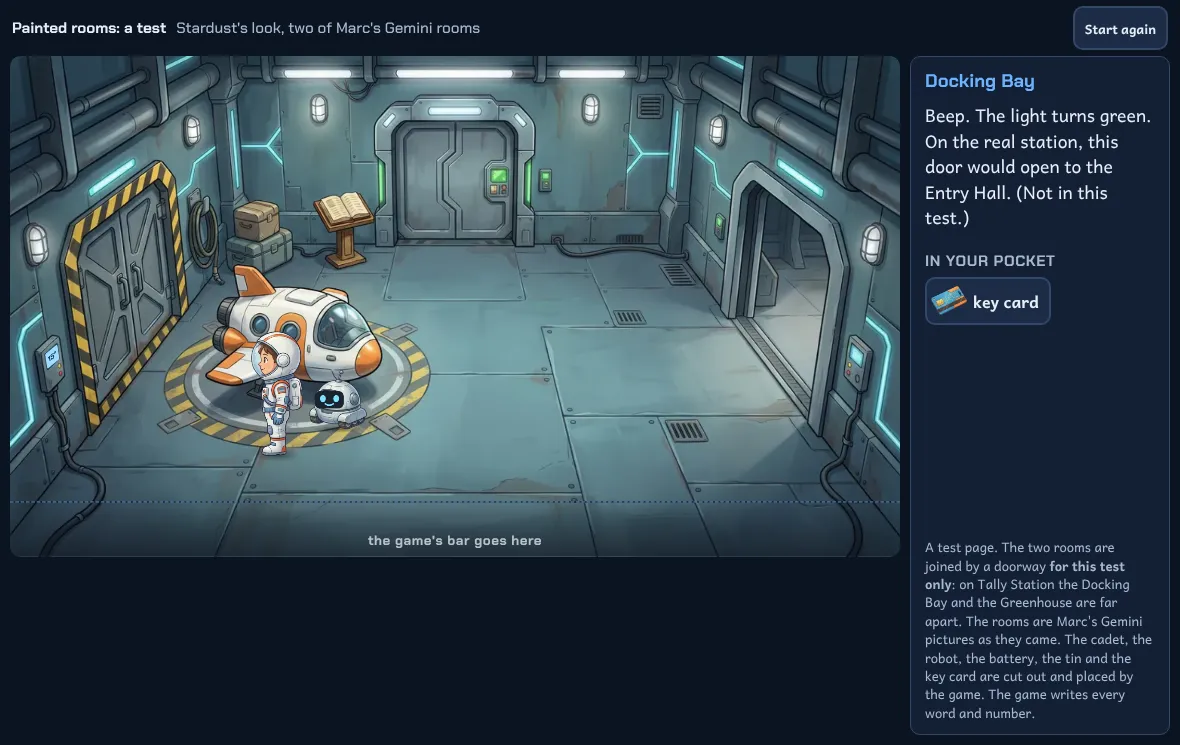 Painted rooms: a test Stardust's look, two of Marc's Gemini rooms
Start again
Docking Bay
Beep. The light turns green.
On the real station, this
door would open to the
Entry Hall. (Not in this
test.)
IN YOUR POCKET
key card
the game's bar goes here
A test page. The two rooms are
joined by a doorway for this test
only: on Tally Station the Docking
Bay and the Greenhouse are far
apart. The rooms are Marc's Gemini
pictures as they came. The cadet, the
robot, the battery, the tin and the
key card are cut out and placed by
the game. The game writes every
word and number.